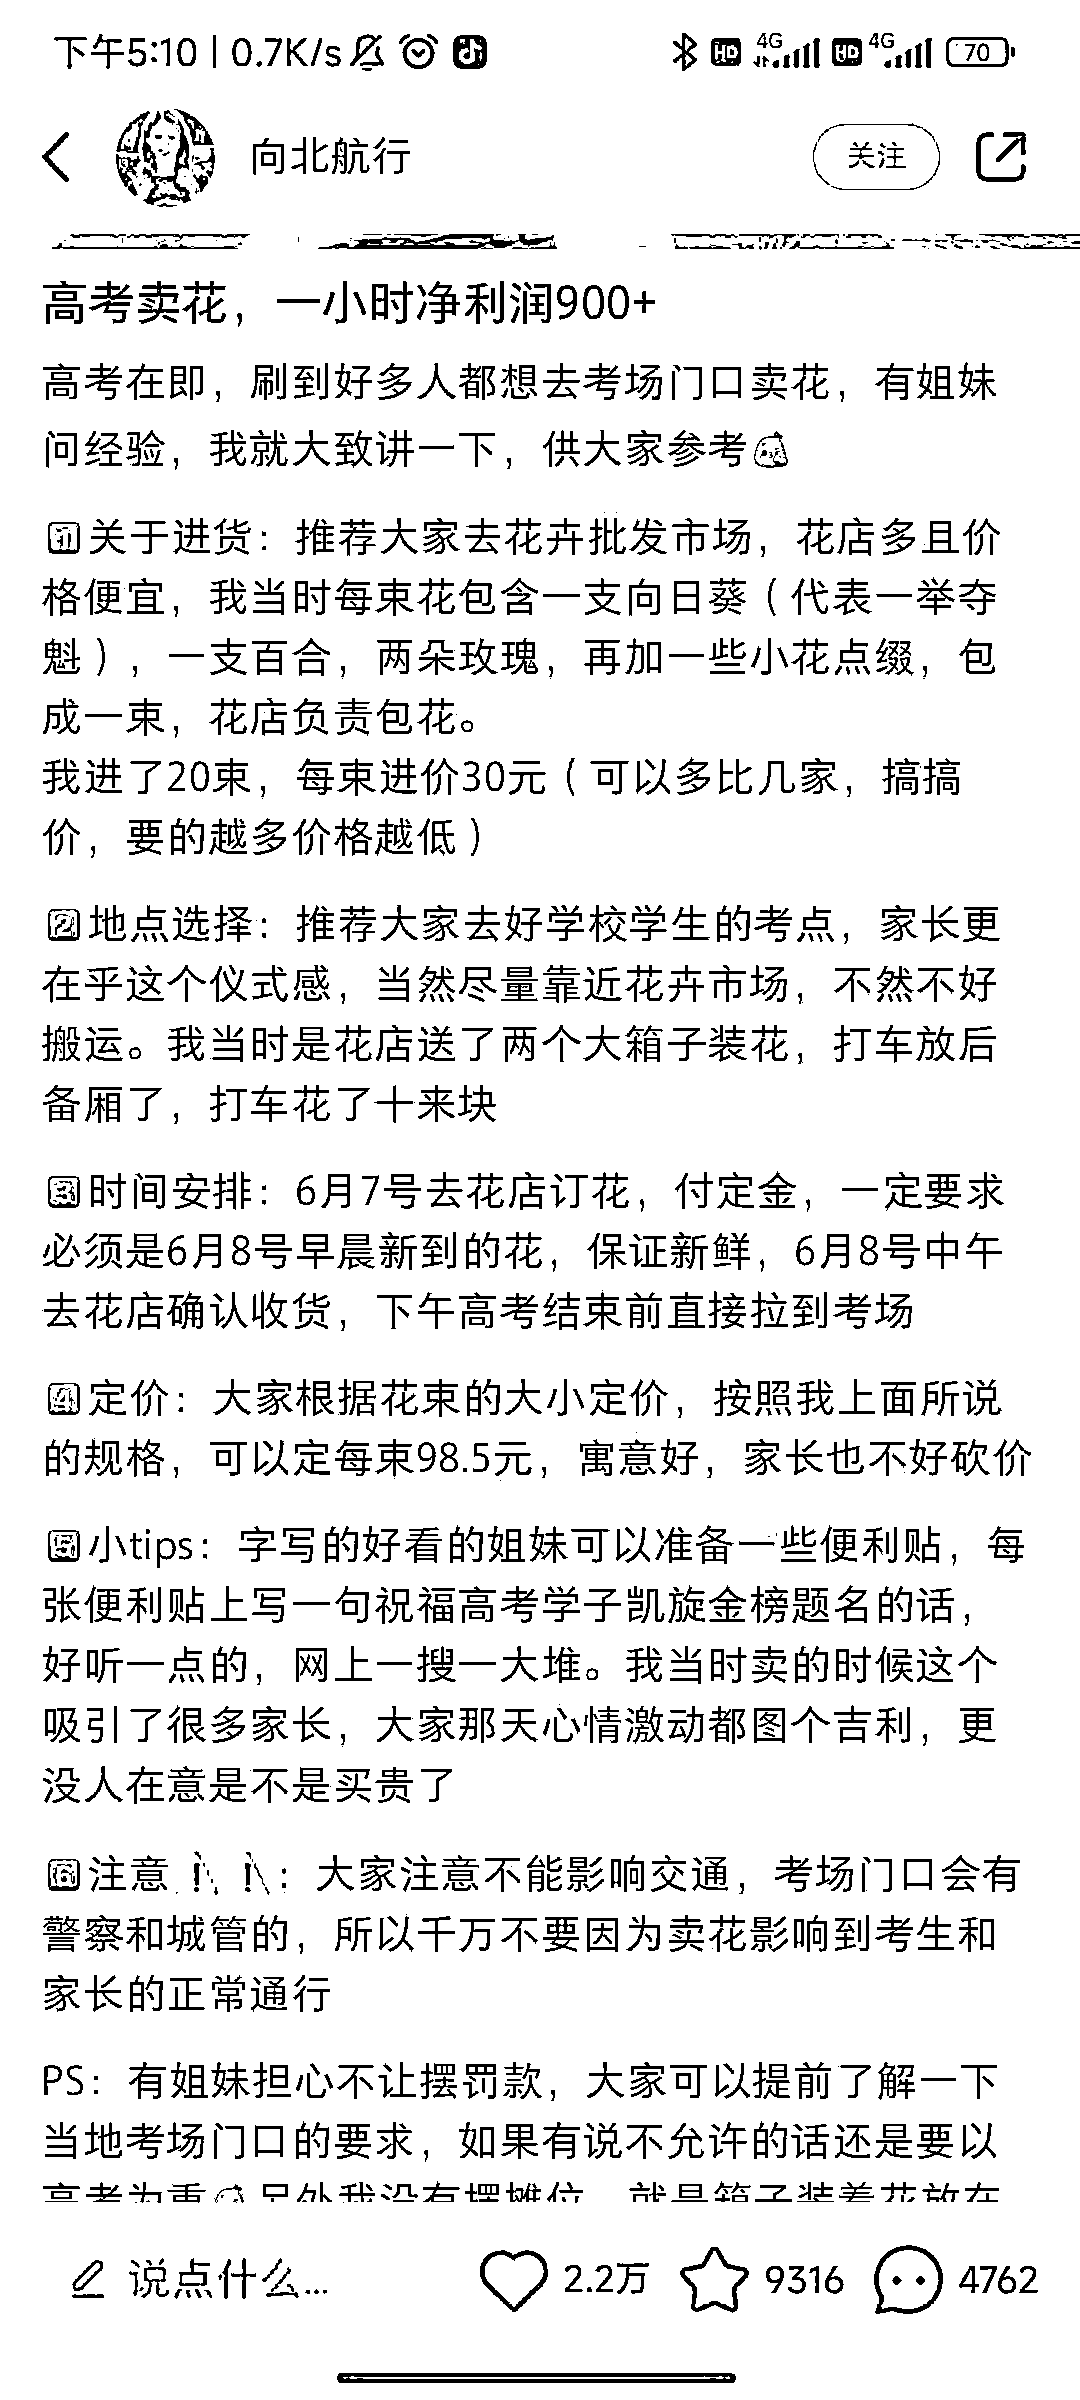 下午5:10 | 0.7K/s
HD 4G HD 4G 70
向北航行
关注
高考卖花，一小时净利润900+
高考在即，刷到好多人都想去考场门口卖花，有姐妹
问经验，我就大致讲一下，供大家参考
1关于进货：推荐大家去花卉批发市场，花店多且价
格便宜，我当时每束花包含一支向日葵（代表一举夺
魁），一支百合，两朵玫瑰，再加一些小花点缀，包
成一束，花店负责包花。
我进了20束，每束进价30元（可以多比几家，搞搞
价，要的越多价格越低）
2地点选择：推荐大家去好学校学生的考点，家长更
在乎这个仪式感，当然尽量靠近花卉市场，不然不好
搬运。我当时是花店送了两个大箱子装花，打车放后
备厢了，打车花了十来块
3时间安排：6月7号去花店订花，付定金，一定要求
必须是6月8号早晨新到的花，保证新鲜，6月8号中午
去花店确认收货，下午高考结束前直接拉到考场
4定价：大家根据花束的大小定价，按照我上面所说
的规格，可以定每束98.5元，寓意好，家长也不好砍价
5小tips：字写的好看的姐妹可以准备一些便利贴，每
张便利贴上写一句祝福高考学子凯旋金榜题名的话，
好听一点的，网上一搜一大堆。我当时卖的时候这个
吸引了很多家长，大家那天心情激动都图个吉利，更
没人在意是不是买贵了
6注意❗❗：大家注意不能影响交通，考场门口会有
警察和城管的，所以千万不要因为卖花影响到考生和
家长的正常通行
PS：有姐妹担心不让摆罚款，大家可以提前了解一下
当地考场门口的要求，如果有说不允许的话还是要以
高考为重 另外我没有摆摊位，就是箱子装着花放在
说点什么... 2.2万 9316 4762